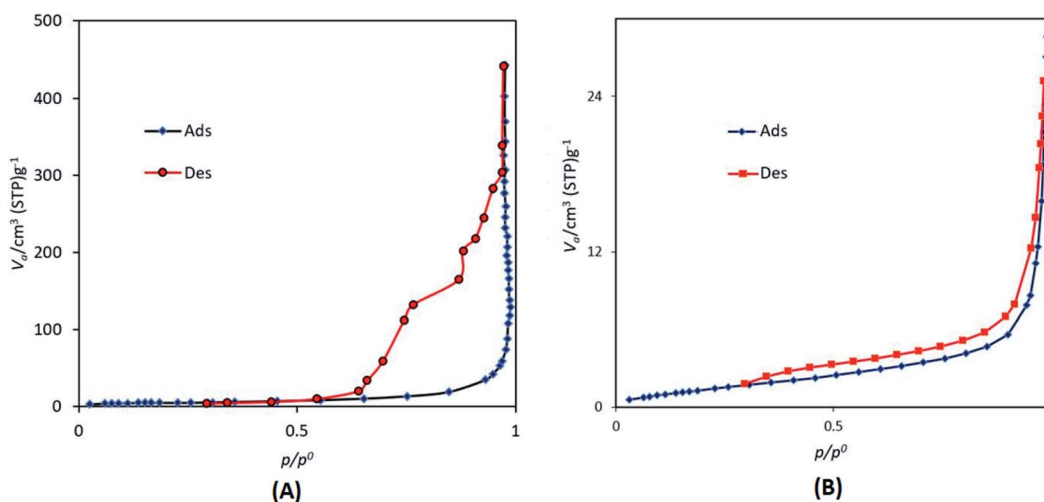 500
400
300
200
100
0
Vₐ/cm³ (STP)g⁻¹
Ads
Des
0
0.5
1
p/p⁰
(A)
24
12
0
Vₐ/cm³ (STP)g⁻¹
Ads
Des
0
0.5
p/p⁰
(B)